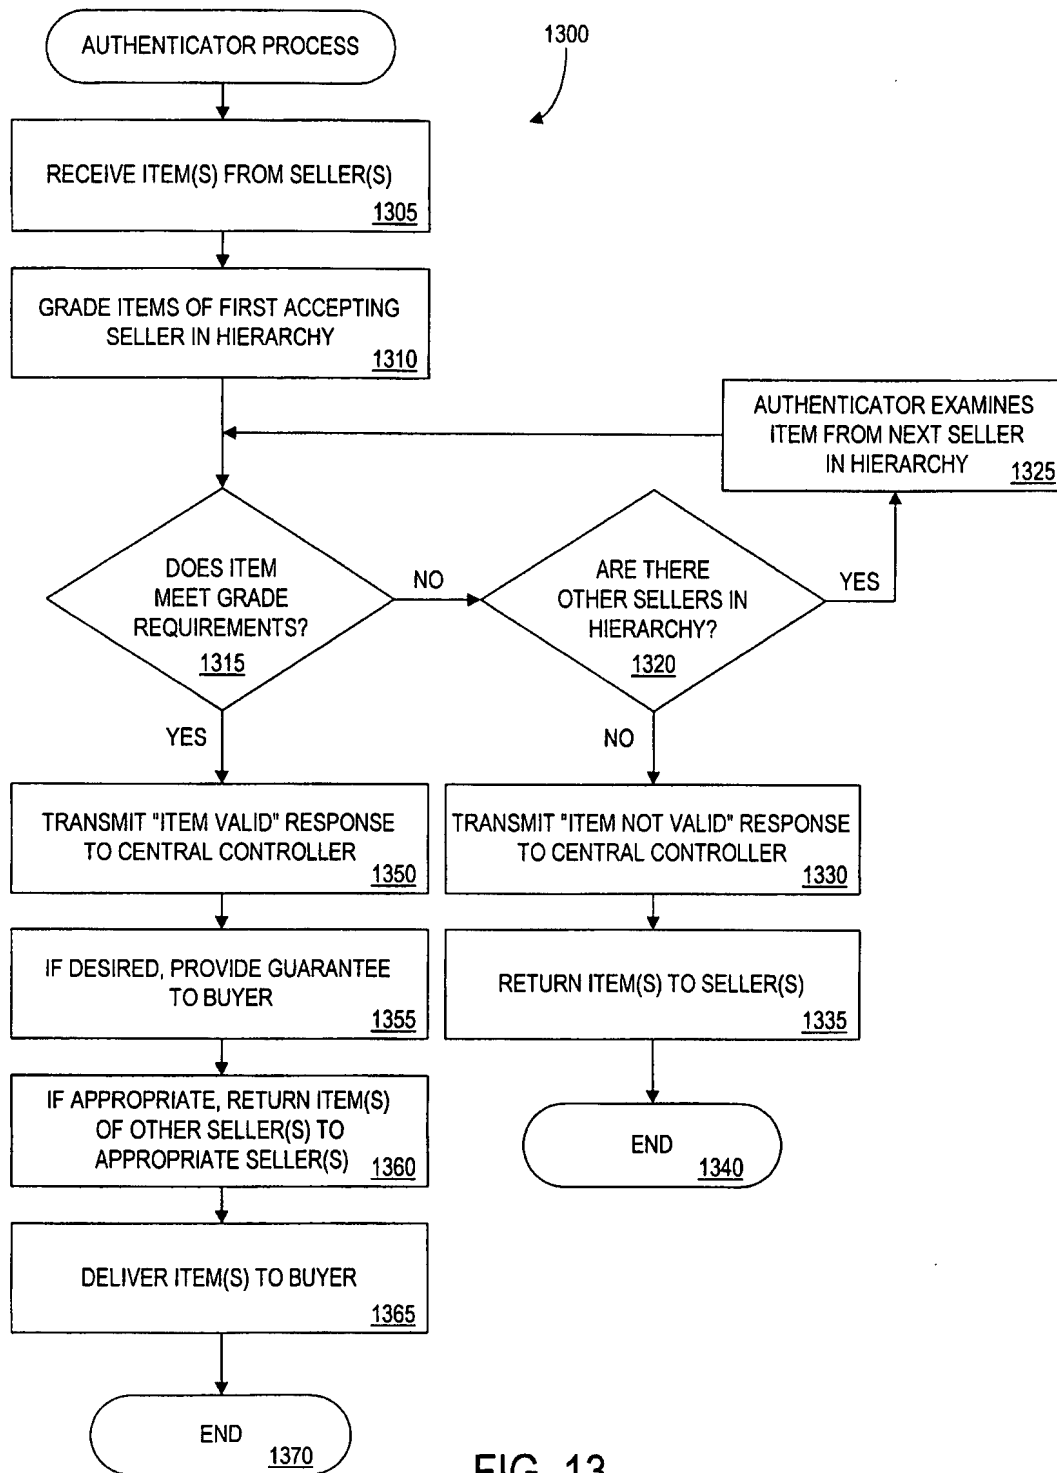 AUTHENTICATOR PROCESS
1300
RECEIVE ITEM(S) FROM SELLER(S)
1305
GRADE ITEMS OF FIRST ACCEPTING
SELLER IN HIERARCHY
1310
AUTHENTICATOR EXAMINES
ITEM FROM NEXT SELLER
IN HIERARCHY
1325
DOES ITEM
MEET GRADE
REQUIREMENTS?
1315
NO
ARE THERE
OTHER SELLERS IN
HIERARCHY?
1320
YES
YES
NO
TRANSMIT "ITEM VALID" RESPONSE
TO CENTRAL CONTROLLER
1350
TRANSMIT "ITEM NOT VALID" RESPONSE
TO CENTRAL CONTROLLER
1330
IF DESIRED, PROVIDE GUARANTEE
TO BUYER
1355
RETURN ITEM(S) TO SELLER(S)
1335
IF APPROPRIATE, RETURN ITEM(S)
OF OTHER SELLER(S) TO
APPROPRIATE SELLER(S)
1360
END
1340
DELIVER ITEM(S) TO BUYER
1365
END
1370
FIG. 13